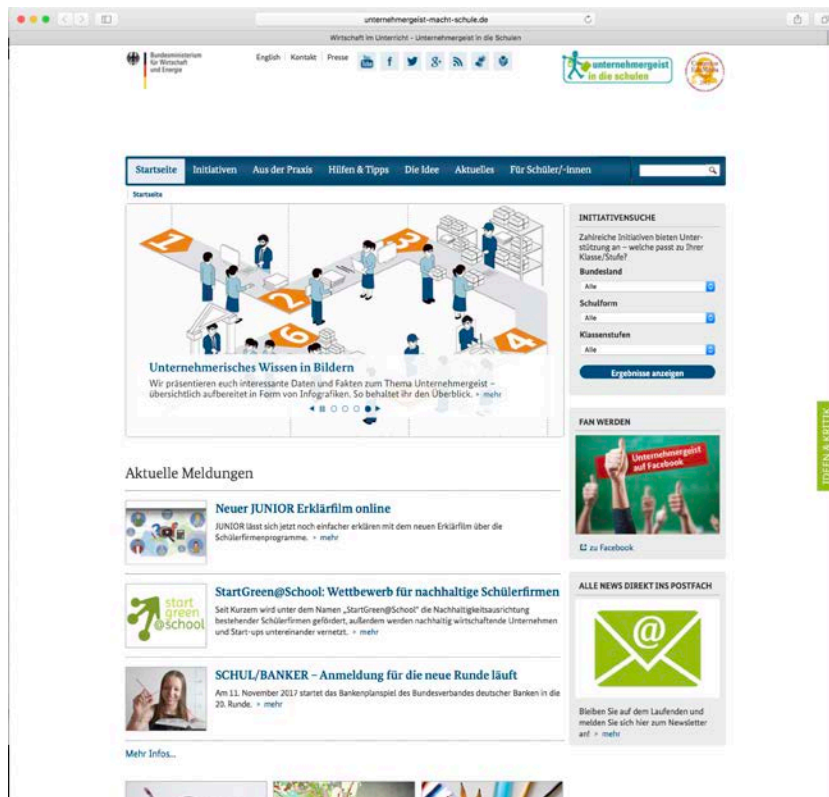 unternehmergeist-macht-schule.de
Wirtschaft im Unterricht - Unternehmergeist in die Schulen
Bundesministerium
für Wirtschaft
und Energie
English Kontakt Presse
unternehmergeist
in die schulen
Startseite Initiativen Aus der Praxis Hilfen & Tipps Die Idee Aktuelles Für Schüler/-innen
Startseite
1
2
3
4
6
Unternehmerisches Wissen in Bildern
Wir präsentieren euch interessante Daten und Fakten zum Thema Unternehmergeist –
übersichtlich aufbereitet in Form von Infografiken. So behaltet ihr den Überblick. » mehr
INITIATIVENSUCHE
Zahlreiche Initiativen bieten Unter-
stützung an – welche passt zu Ihrer
Klasse/Stufe?
Bundesland
Alle
Schulform
Alle
Klassenstufen
Alle
Ergebnisse anzeigen
IDEEN & KRITIK
FAN WERDEN
Unternehmergeist
auf Facebook
zu Facebook
Aktuelle Meldungen
Neuer JUNIOR Erklärfilm online
JUNIOR lässt sich jetzt noch einfacher erklären mit dem neuen Erklärfilm über die
Schülerfirmenprogramme. » mehr
start
green
@school
StartGreen@School: Wettbewerb für nachhaltige Schülerfirmen
Seit Kurzem wird unter dem Namen „StartGreen@School“ die Nachhaltigkeitsausrichtung
bestehender Schülerfirmen gefördert, außerdem werden nachhaltig wirtschaftende Unternehmen
und Start-ups untereinander vernetzt. » mehr
SCHUL/BANKER – Anmeldung für die neue Runde läuft
Am 11. November 2017 startet das Bankenplanspiel des Bundesverbandes deutscher Banken in die
20. Runde. » mehr
Mehr Infos...
ALLE NEWS DIREKT INS POSTFACH
@
Bleiben Sie auf dem Laufenden und
melden Sie sich hier zum Newsletter
an! » mehr